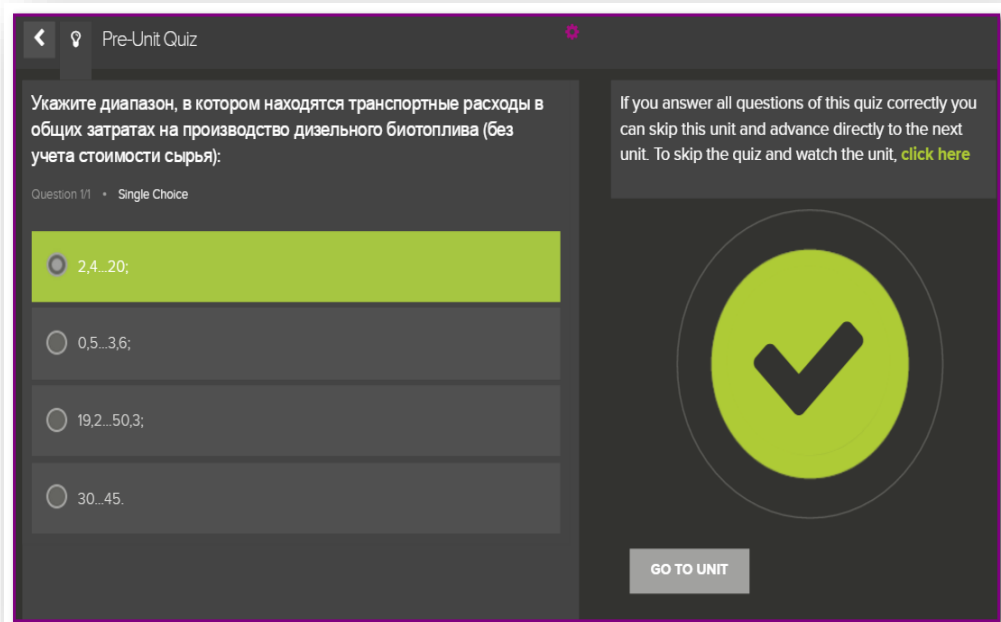 Pre-Unit Quiz
Укажите диапазон, в котором находятся транспортные расходы в
общих затратах на производство дизельного биотоплива (без
учета стоимости сырья):
Question 1/1 • Single Choice
2,4...20;
0,5...3,6;
19,2...50,3;
30...45.
If you answer all questions of this quiz correctly you
can skip this unit and advance directly to the next
unit. To skip the quiz and watch the unit, click here
GO TO UNIT